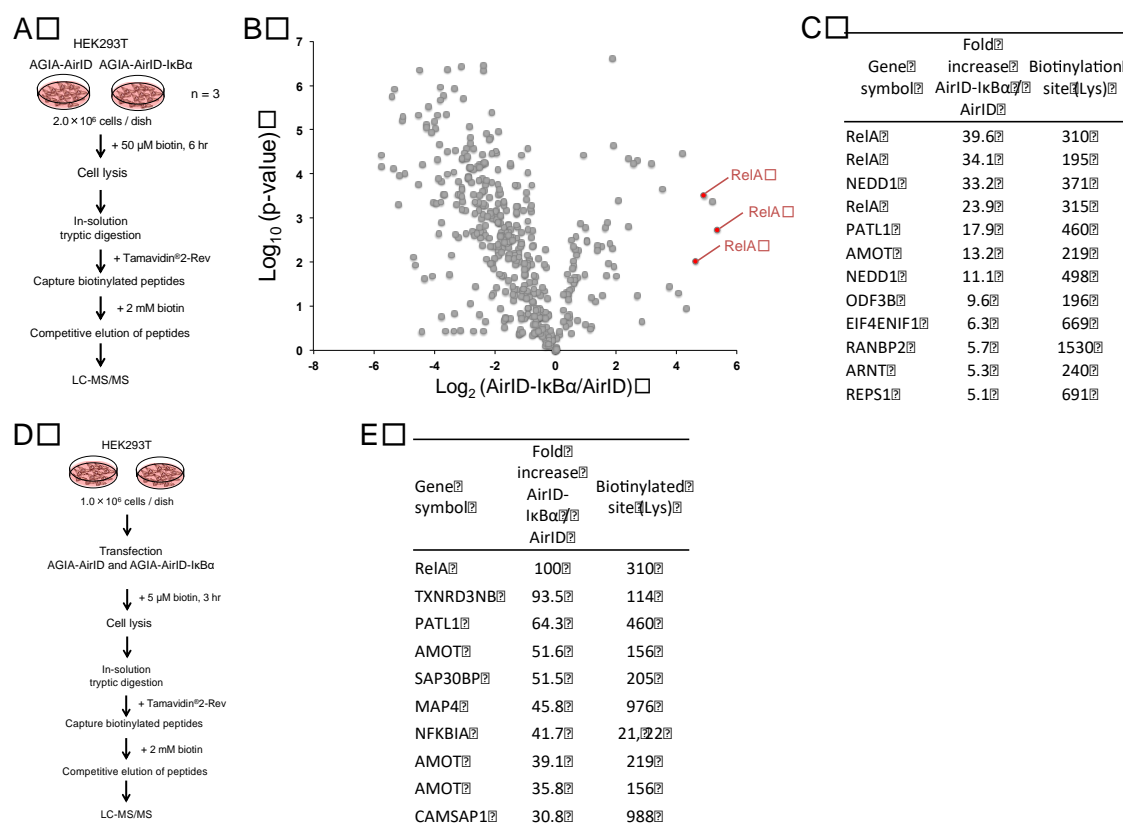 A
HEK293T
AGIA-AirID AGIA-AirID-IκBα
n = 3
2.0×10⁶ cells / dish
+ 50 µM biotin, 6 hr
Cell lysis
In-solution
tryptic digestion
+ Tamavidin®2-Rev
Capture biotinylated peptides
+ 2 mM biotin
Competitive elution of peptides
LC-MS/MS
B
7
6
5
4
3
2
1
0
Log₁₀ (p-value)
-8 -6 -4 -2 0 2 4 6
Log₂ (AirID-IκBα/AirID)
RelA
RelA
RelA
C
Gene
symbol
Fold
increase
AirID-IκBα/
AirID
Biotinylation
site (Lys)
RelA 39.6 310
RelA 34.1 195
NEDD1 33.2 371
RelA 23.9 315
PATL1 17.9 460
AMOT 13.2 219
NEDD1 11.1 498
ODF3B 9.6 196
EIF4ENIF1 6.3 669
RANBP2 5.7 1530
ARNT 5.3 240
REPS1 5.1 691
D
HEK293T
1.0×10⁶ cells / dish
Transfection
AGIA-AirID and AGIA-AirID-IκBα
+ 5 µM biotin, 3 hr
Cell lysis
In-solution
tryptic digestion
+ Tamavidin®2-Rev
Capture biotinylated peptides
+ 2 mM biotin
Competitive elution of peptides
LC-MS/MS
E
Gene
symbol
Fold
increase
AirID-
IκBα/
AirID
Biotinylated
site (Lys)
RelA 100 310
TXNRD3NB 93.5 114
PATL1 64.3 460
AMOT 51.6 156
SAP30BP 51.5 205
MAP4 45.8 976
NFKBIA 41.7 21, 22
AMOT 39.1 219
AMOT 35.8 156
CAMSAP1 30.8 988